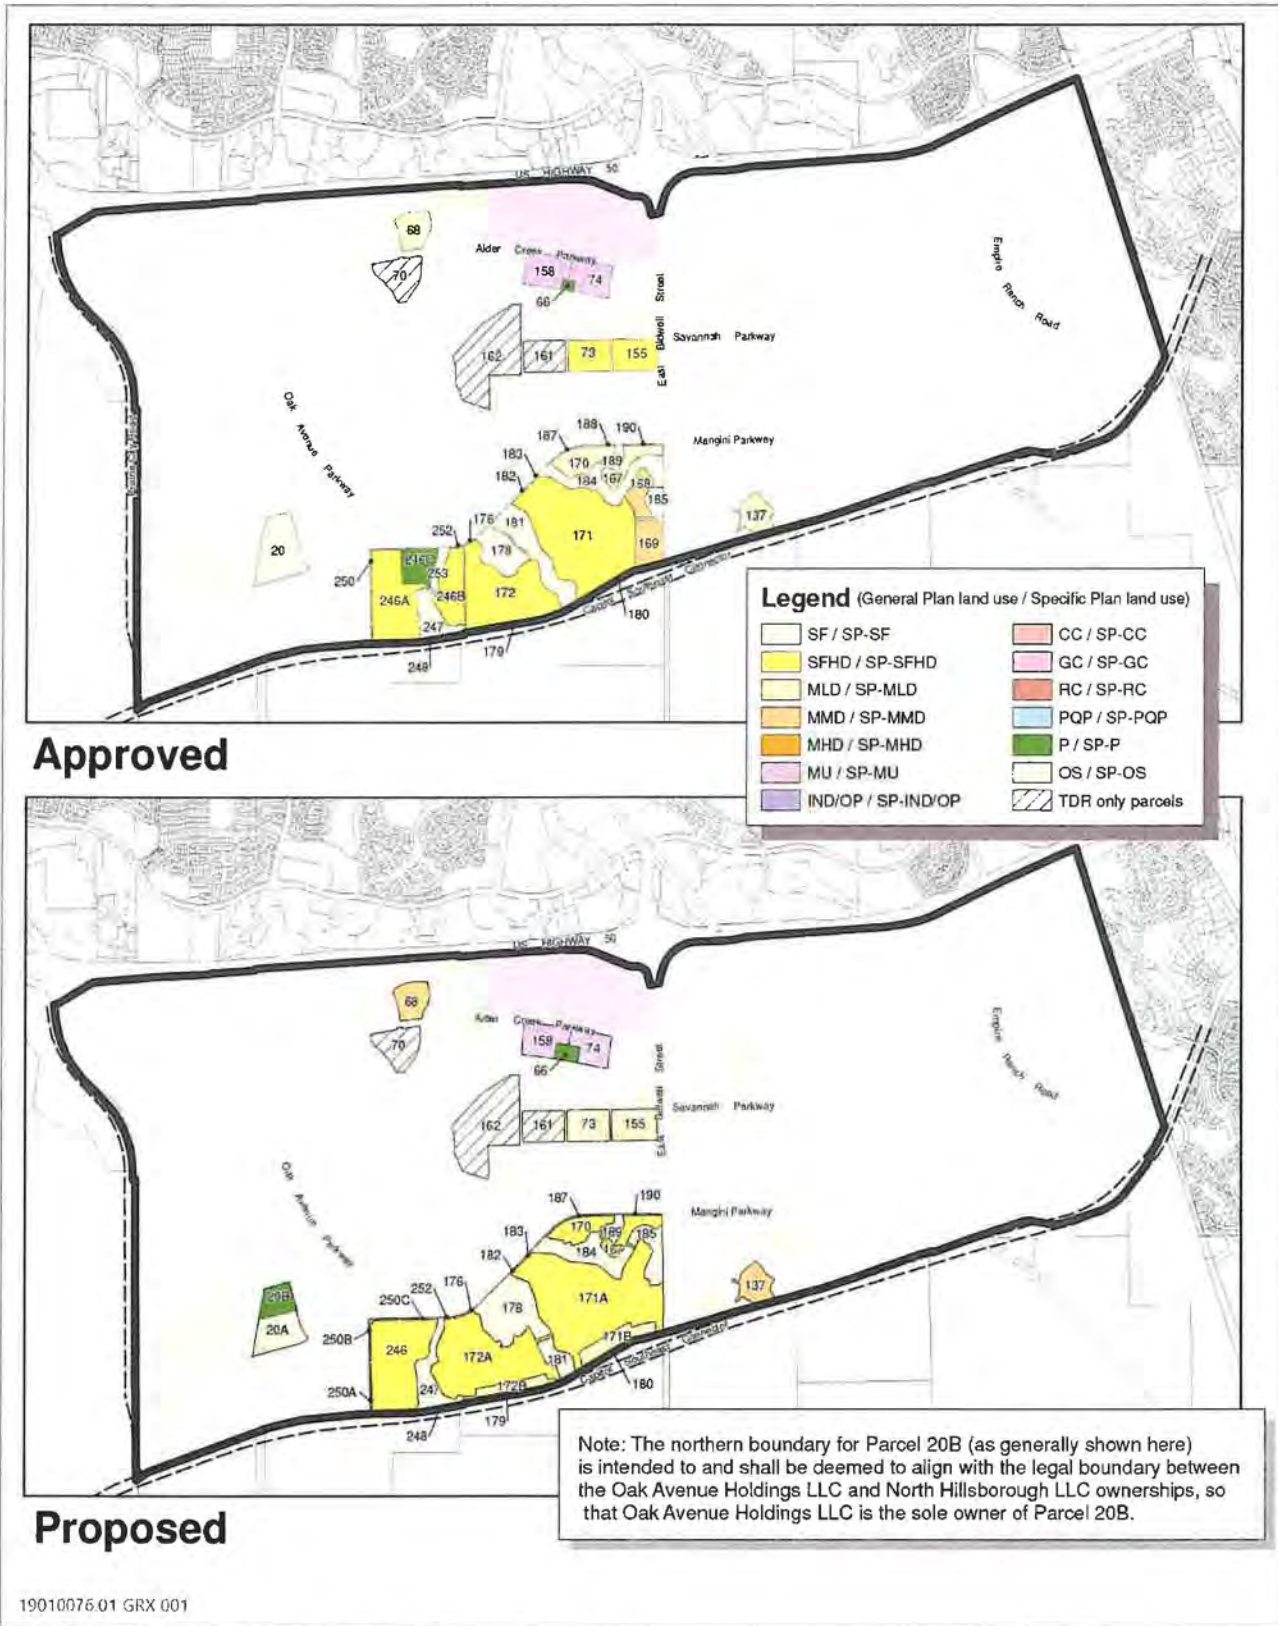 US HIGHWAY 50
68
Alder Creek Parkway
70
158
74
66
East Bidwell Street
Empire Ranch Road
Savannah Parkway
162
161
73
155
Oak Avenue Parkway
188
190
187
Mangini Parkway
183
170
189
182
184
167
168
185
137
252
176
181
171
20
178
169
250
246C
253
246A
246B
172
247
180
248
179
Capital Southeast Connector
Legend (General Plan land use / Specific Plan land use)
SF / SP-SF
CC / SP-CC
SFHD / SP-SFHD
GC / SP-GC
MLD / SP-MLD
RC / SP-RC
MMD / SP-MMD
PQP / SP-PQP
MHD / SP-MHD
P / SP-P
MU / SP-MU
OS / SP-OS
IND/OP / SP-IND/OP
TDR only parcels
Approved
US HIGHWAY 50
68
Alder Creek Parkway
70
158
74
66
East Bidwell Street
Empire Ranch Road
Savannah Parkway
162
161
73
155
Oak Avenue Parkway
187
190
Mangini Parkway
183
170
189
185
182
184
168
137
20B
250C
252
176
178
171A
20A
250B
246
172A
171B
181
250A
247
172B
180
248
179
Capital Southeast Connector
Note: The northern boundary for Parcel 20B (as generally shown here)
is intended to and shall be deemed to align with the legal boundary between
the Oak Avenue Holdings LLC and North Hillsborough LLC ownerships, so
that Oak Avenue Holdings LLC is the sole owner of Parcel 20B.
Proposed
19010076.01 GRX 001